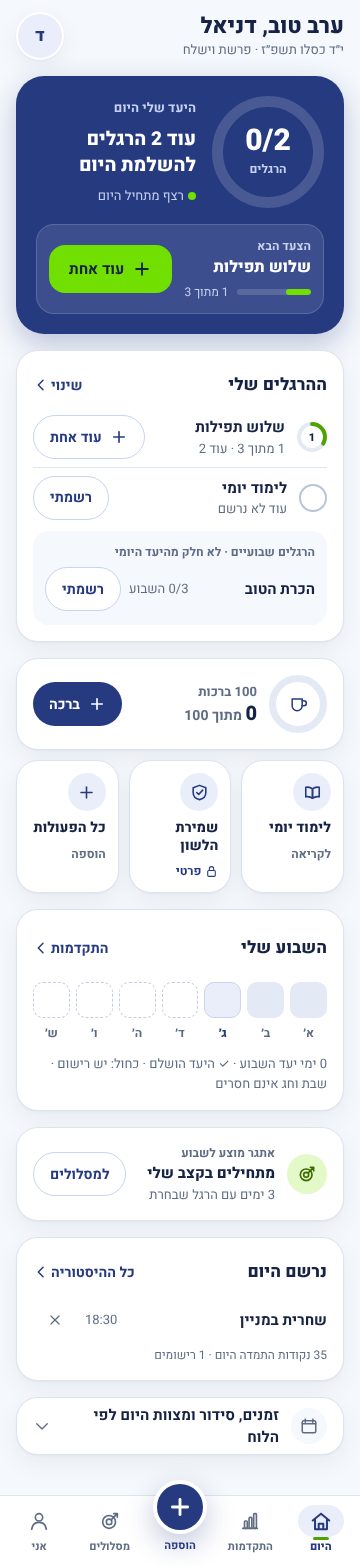 ערב טוב, דניאל
י״ד כסלו תשפ״ז · פרשת וישלח
ד
היעד שלי היום
עוד 2 הרגלים
להשלמת היום
רצף מתחיל היום
0/2
הרגלים
הצעד הבא
שלוש תפילות
1 מתוך 3
עוד אחת
ההרגלים שלי
שינוי
1
שלוש תפילות
1 מתוך 3 · עוד 2
עוד אחת
לימוד יומי
עוד לא נרשם
רשמתי
הרגלים שבועיים · לא חלק מהיעד היומי
הכרת הטוב
0/3 השבוע
רשמתי
100 ברכות
0 מתוך 100
ברכה
לימוד יומי
לקריאה
שמירת
הלשון
פרטי
כל הפעולות
הוספה
השבוע שלי
התקדמות
א׳
ב׳
ג׳
ד׳
ה׳
ו׳
ש׳
0 ימי יעד השבוע · ✓ היעד הושלם · כחול: יש רישום ·
שבת וחג אינם חסרים
אתגר מוצע לשבוע
מתחילים בקצב שלי
3 ימים עם הרגל שבחרת
למסלולים
נרשם היום
כל ההיסטוריה
שחרית במניין
18:30
35 נקודות התמדה היום · 1 רישומים
זמנים, סידור ומצוות היום לפי
הלוח
היום
התקדמות
הוספה
מסלולים
אני